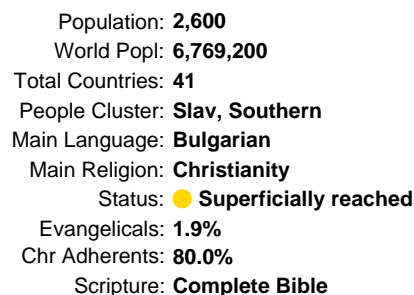 Population: 2,600
World Popl: 6,769,200
Total Countries: 41
People Cluster: Slav, Southern
Main Language: Bulgarian
Main Religion: Christianity
Status: Superficially reached
Evangelicals: 1.9%
Chr Adherents: 80.0%
Scripture: Complete Bible